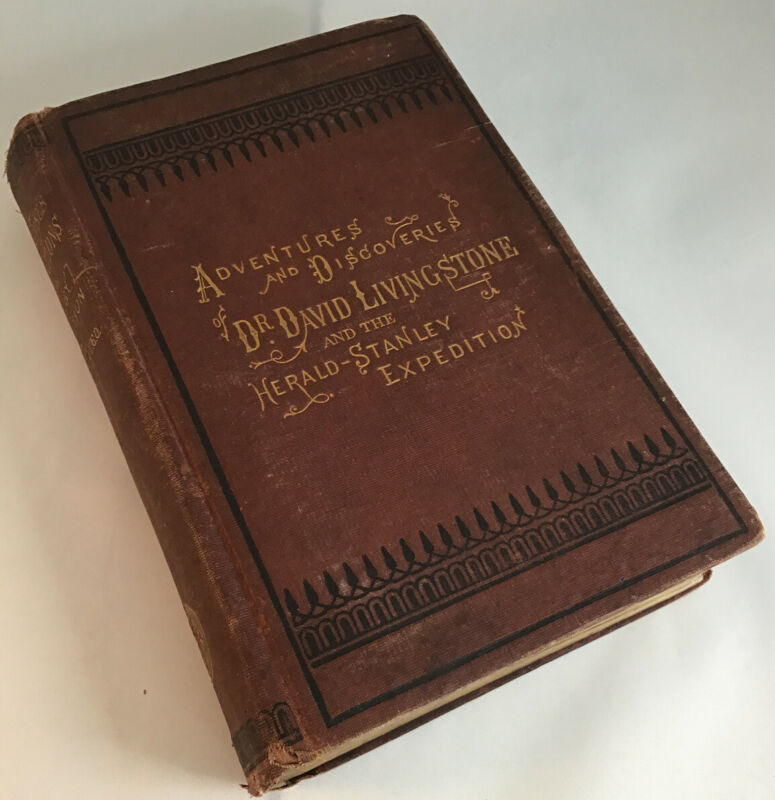 ADVENTURES
AND DISCOVERIES
OF DR. DAVID LIVINGSTONE
AND THE
HERALD-STANLEY
EXPEDITION